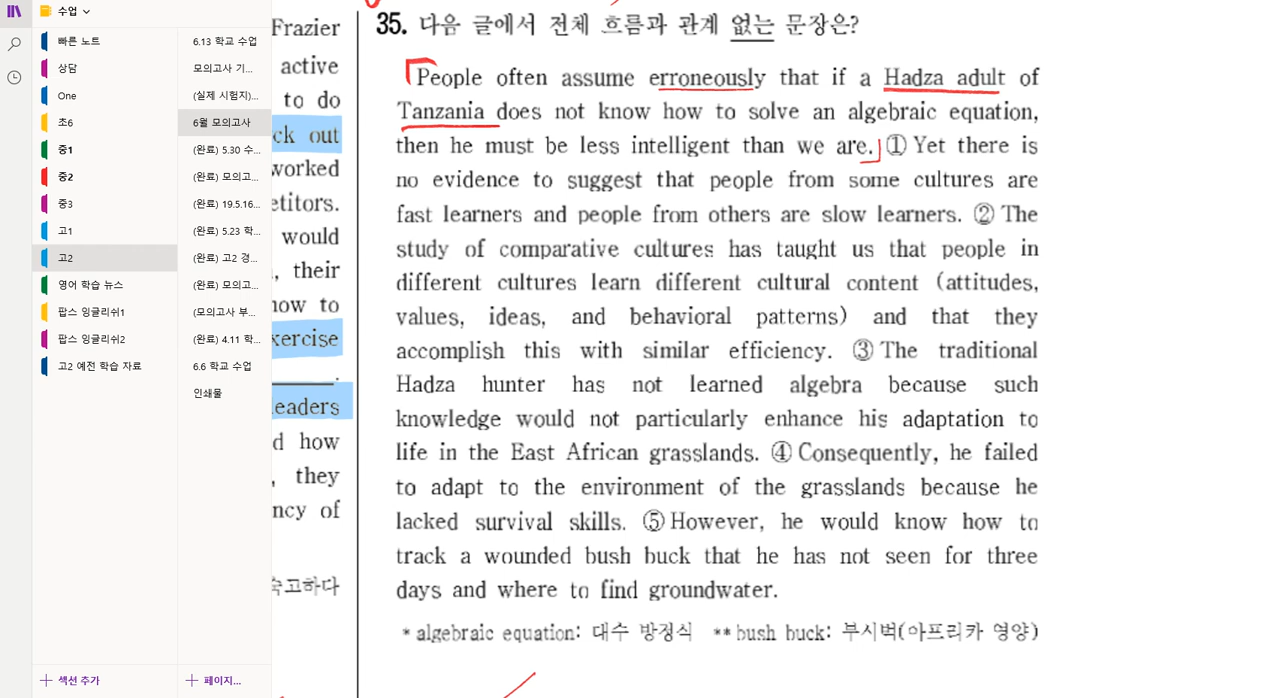 수업
빠른 노트
상담
One
초6
중1
중2
중3
고1
고2
영어 학습 뉴스
팝스 잉글리쉬1
팝스 잉글리쉬2
고2 예전 학습 자료
섹션 추가
6.13 학교 수업
모의고사 기...
(실제 시험지)...
6월 모의고사
(완료) 5.30 수...
(완료) 모의고...
(완료) 19.5.16...
(완료) 5.23 학...
(완료) 고2 경...
(완료) 모의고...
(모의고사 부...
(완료) 4.11 학...
6.6 학교 수업
인쇄물
페이지...
Frazier
active
to do
ck out
worked
etitors.
would
, their
now to
xercise
leaders
d how
, they
ncy of
숙고하다
35. 다음 글에서 전체 흐름과 관계 없는 문장은?
People often assume erroneously that if a Hadza adult of
Tanzania does not know how to solve an algebraic equation,
then he must be less intelligent than we are. ① Yet there is
no evidence to suggest that people from some cultures are
fast learners and people from others are slow learners. ② The
study of comparative cultures has taught us that people in
different cultures learn different cultural content (attitudes,
values, ideas, and behavioral patterns) and that they
accomplish this with similar efficiency. ③ The traditional
Hadza hunter has not learned algebra because such
knowledge would not particularly enhance his adaptation to
life in the East African grasslands. ④ Consequently, he failed
to adapt to the environment of the grasslands because he
lacked survival skills. ⑤ However, he would know how to
track a wounded bush buck that he has not seen for three
days and where to find groundwater.
* algebraic equation: 대수 방정식 ** bush buck: 부시벅(아프리카 영양)